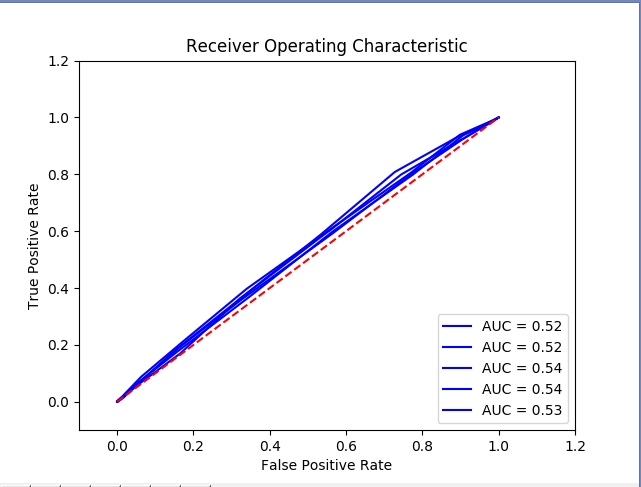 Receiver Operating Characteristic
1.2
1.0
0.8
0.6
0.4
0.2
0.0
True Positive Rate
AUC = 0.52
AUC = 0.52
AUC = 0.54
AUC = 0.54
AUC = 0.53
0.0 0.2 0.4 0.6 0.8 1.0 1.2
False Positive Rate